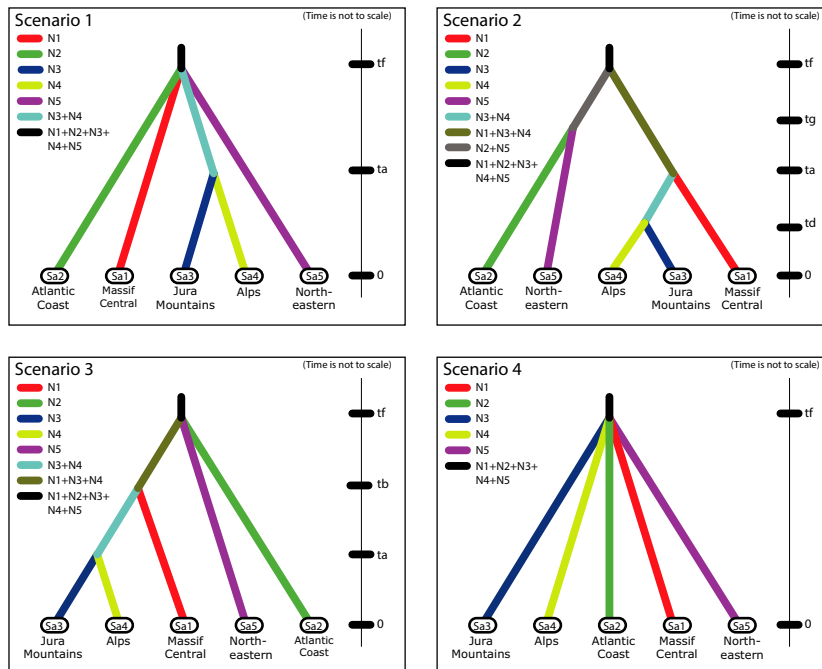 Scenario 1
(Time is not to scale)
N1
N2
N3
N4
N5
N3+N4
N1+N2+N3+
N4+N5
tf
ta
0
Sa2
Sa1
Sa3
Sa4
Sa5
Atlantic
Coast
Massif
Central
Jura
Mountains
Alps
North-
eastern
Scenario 2
(Time is not to scale)
N1
N2
N3
N4
N5
N3+N4
N1+N3+N4
N2+N5
N1+N2+N3+
N4+N5
tf
tg
ta
td
0
Sa2
Sa5
Sa4
Sa3
Sa1
Atlantic
Coast
North-
eastern
Alps
Jura
Mountains
Massif
Central
Scenario 3
(Time is not to scale)
N1
N2
N3
N4
N5
N3+N4
N1+N3+N4
N1+N2+N3+
N4+N5
tf
tb
ta
0
Sa3
Sa4
Sa1
Sa5
Sa2
Jura
Mountains
Alps
Massif
Central
North-
eastern
Atlantic
Coast
Scenario 4
(Time is not to scale)
N1
N2
N3
N4
N5
N1+N2+N3+
N4+N5
tf
0
Sa3
Sa4
Sa2
Sa1
Sa5
Jura
Mountains
Alps
Atlantic
Coast
Massif
Central
North-
eastern